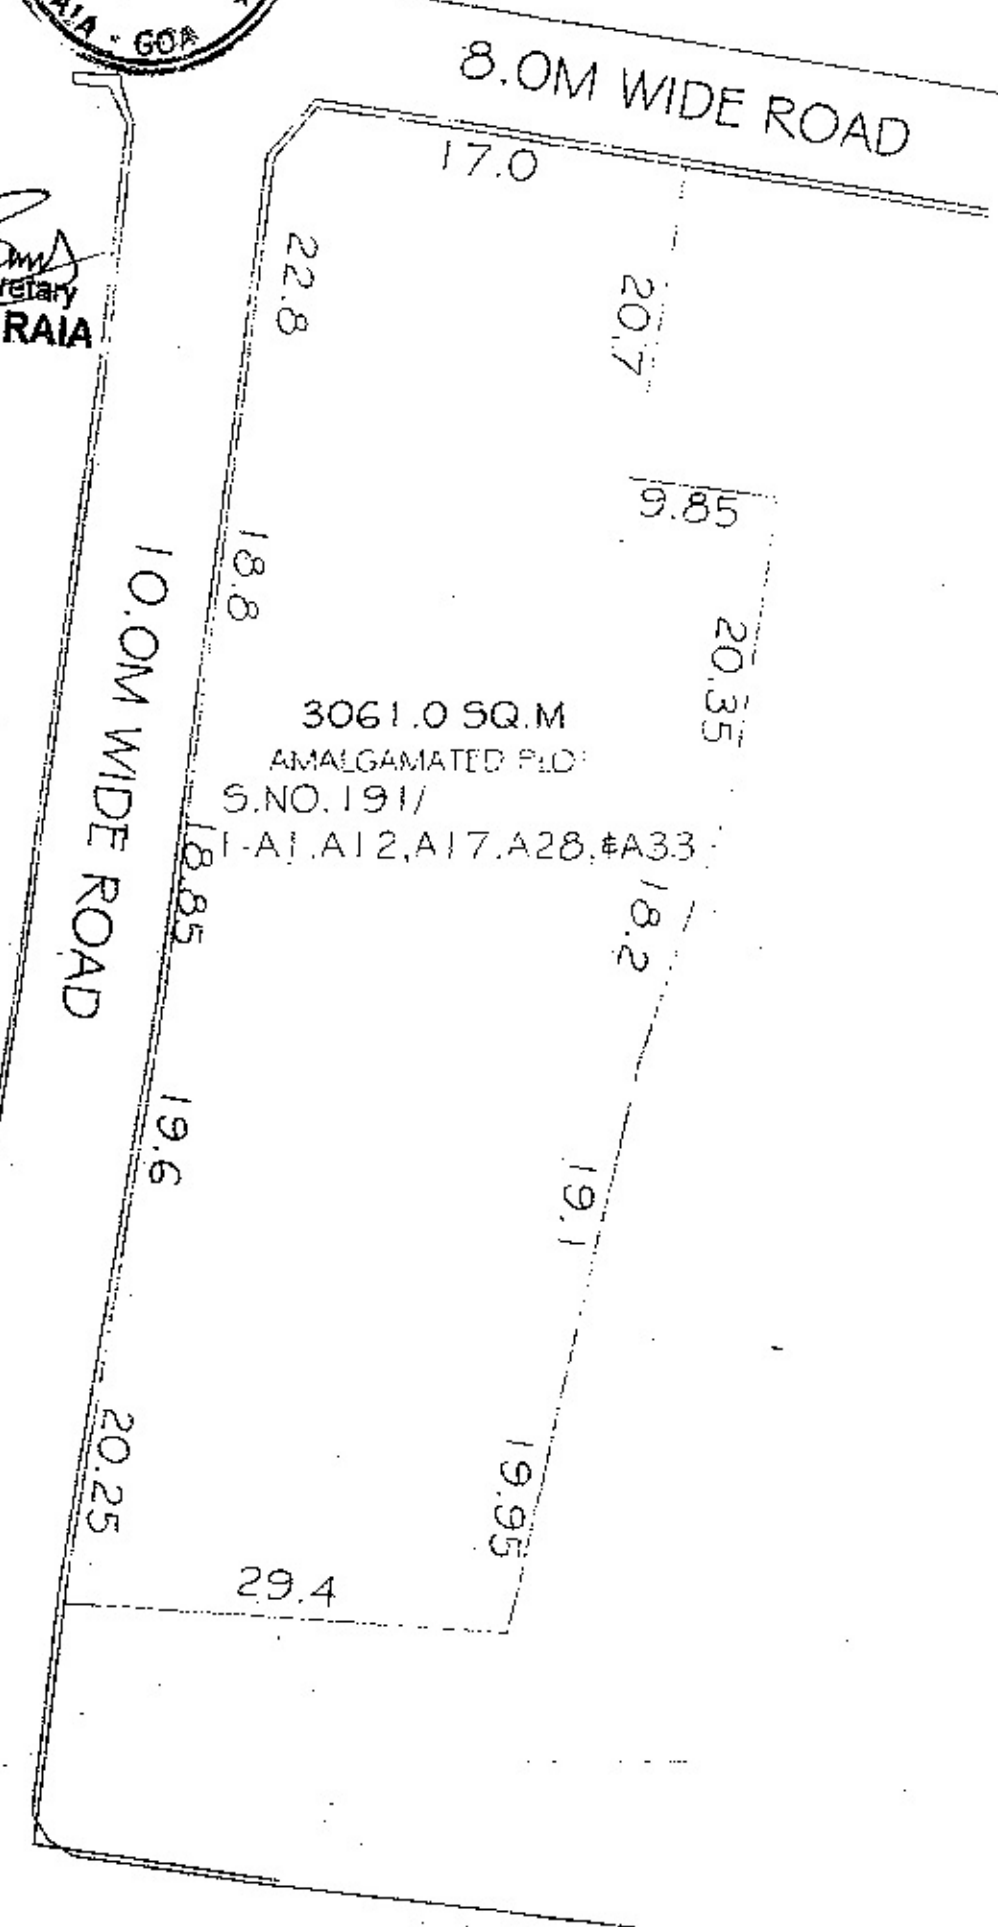 AIA - GOA
8.0M WIDE ROAD
17.0
22.8
20.7
RAIA
9.85
18.8
20.35
10.0M WIDE ROAD
3061.0 SQ.M
AMALGAMATED
S.NO.191/
1-A1,A12,A17,A28,&A33
18.85
18.2
19.6
19.1
20.25
19.95
29.4